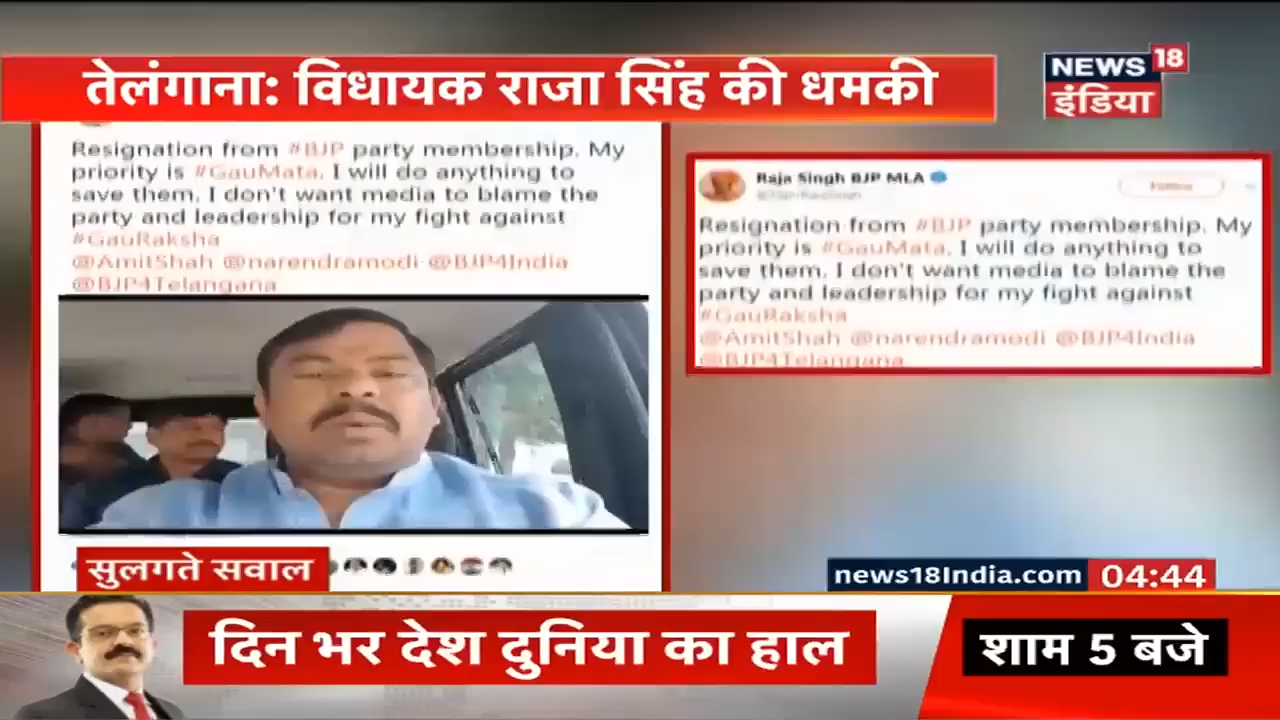 तेलंगाना: विधायक राजा सिंह की धमकी
NEWS 18
इंडिया
Resignation from #BJP party membership. My
priority is #GauMata. I will do anything to
save them. I don't want media to blame the
party and leadership for my fight against
#GauRaksha
@AmitShah @narendramodi @BJP4India
@BJP4Telangana
Raja Singh BJP MLA
Follow
Resignation from #BJP party membership. My
priority is #GauMata. I will do anything to
save them. I don't want media to blame the
party and leadership for my fight against
#GauRaksha
@AmitShah @narendramodi @BJP4India
@BJP4Telangana
सुलगते सवाल
news18India.com 04:44
दिन भर देश दुनिया का हाल
शाम 5 बजे